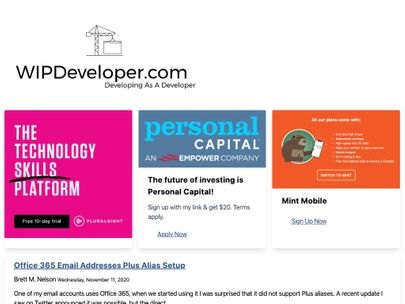 WIPDeveloper.com
Developing As A Developer
THE
TECHNOLOGY
SKILLS
PLATFORM
Free 10-day trial
PLURALSIGHT
personal
CAPITAL
AN EMPOWER COMPANY
The future of investing is
Personal Capital!
Sign up with my link & get $20. Terms
apply.
Apply Now
All our plans come with:
SWITCH TO MINT
Mint Mobile
Sign Up Now
Office 365 Email Addresses Plus Alias Setup
Brett M. Nelson Wednesday, November 11, 2020
One of my email accounts uses Office 365, when we started using it I was surprised that it did not support Plus aliases. A recent update I
saw on Twitter announced it was possible, but the direct